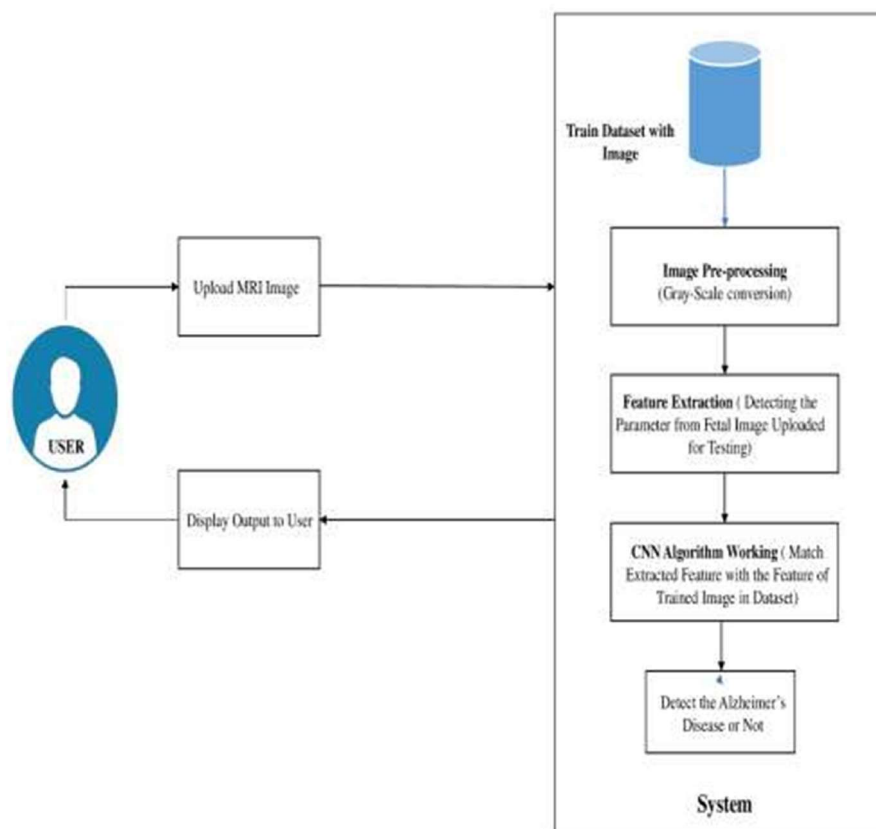 Train Dataset with
Image
Image Pre-processing
(Gray-Scale conversion)
Upload MRI Image
Feature Extraction ( Detecting the
Parameter from Fetal Image Uploaded
for Testing)
USER
Display Output to User
CNN Algorithm Working ( Match
Extracted Feature with the Feature of
Trained Image in Dataset)
Detect the Alzheimer's
Disease or Not
System